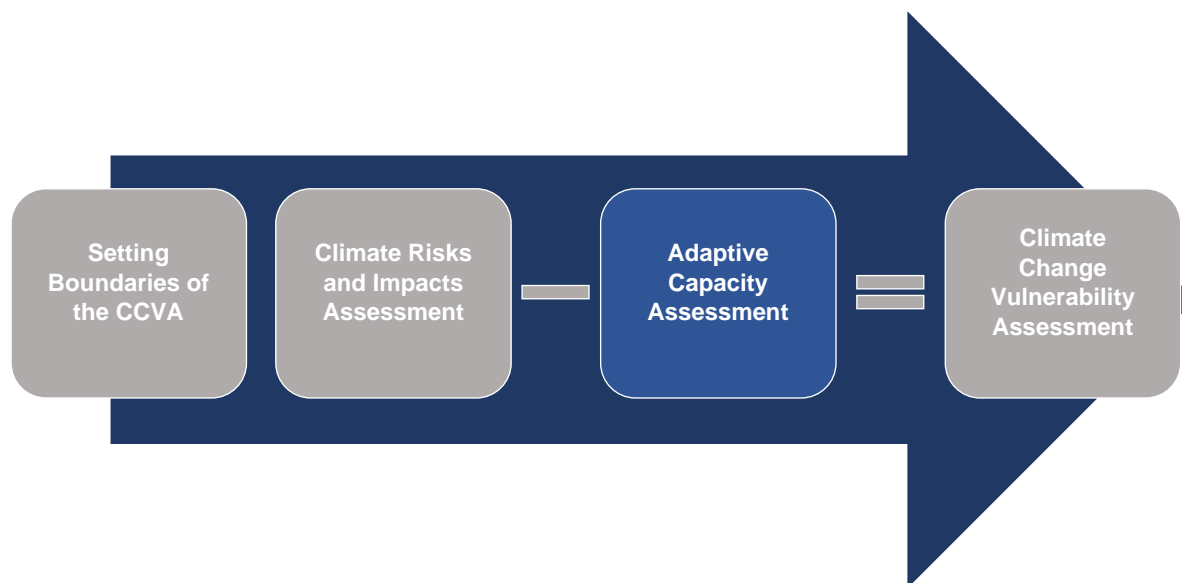 Setting
Boundaries of
the CCVA
Climate Risks
and Impacts
Assessment
Adaptive
Capacity
Assessment
Climate
Change
Vulnerability
Assessment